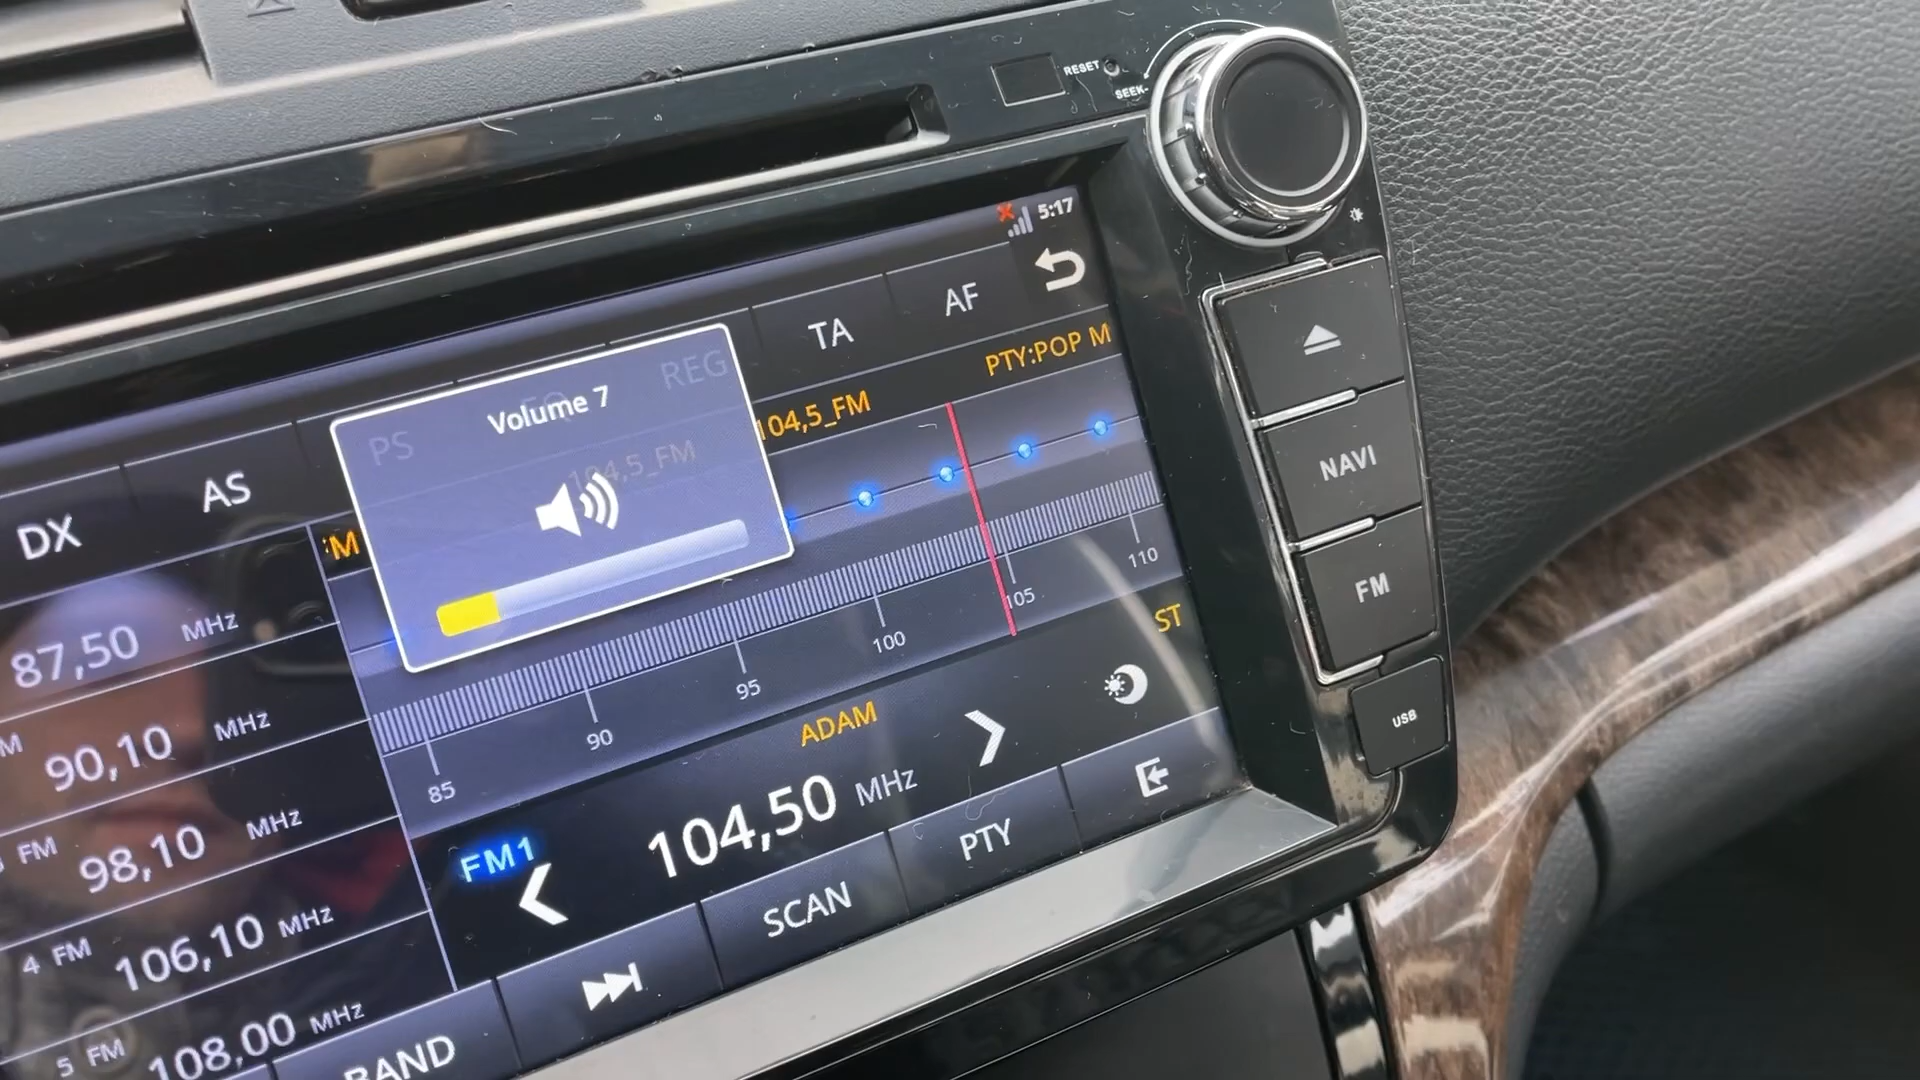 RESET
SEEK-
5:17
DX
AS
PS
REG
TA
AF
Volume 7
PTY:POP M
104,5_FM
104,5_FM
85
90
95
100
105
110
87,50 MHz
90,10 MHz
FM 98,10 MHz
4 FM 106,10 MHz
5 FM 108,00 MHz
ST
ADAM
FM1
104,50 MHz
BAND
SCAN
PTY
NAVI
FM
USB